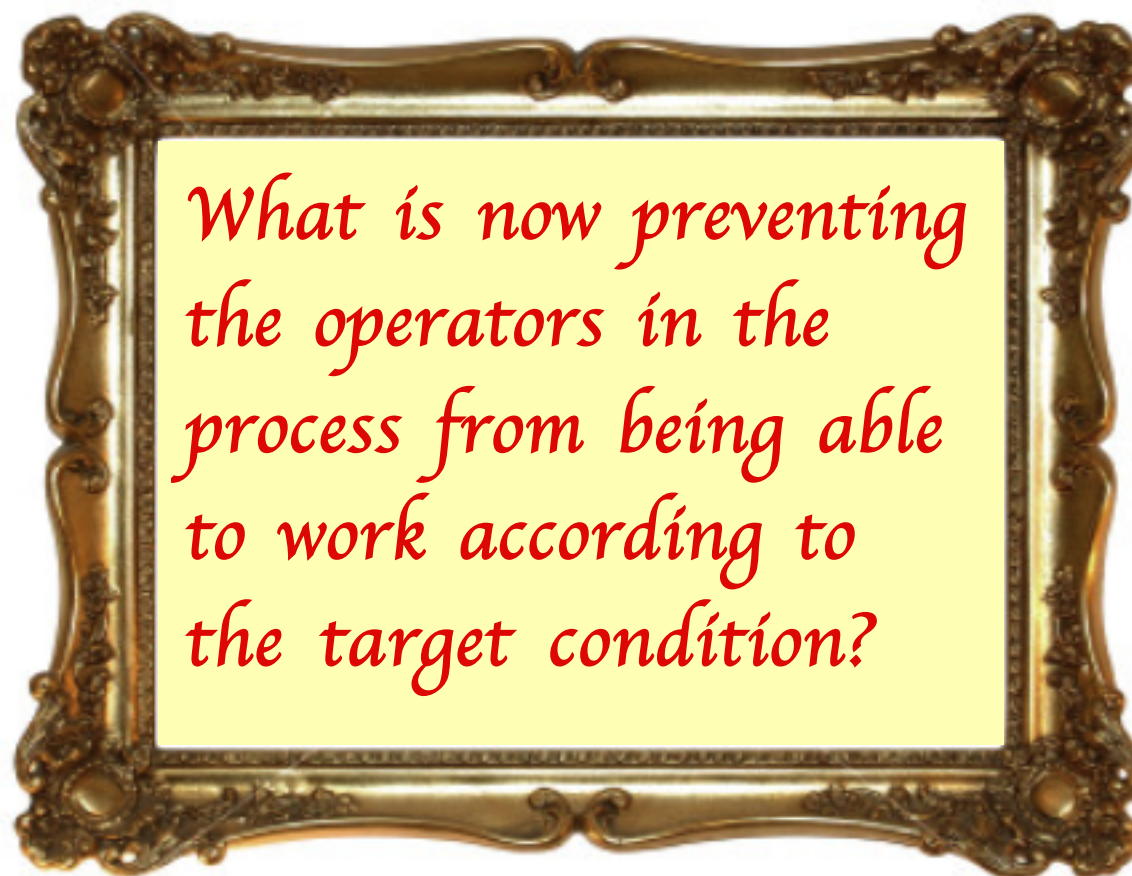 What is now preventing
the operators in the
process from being able
to work according to
the target condition?